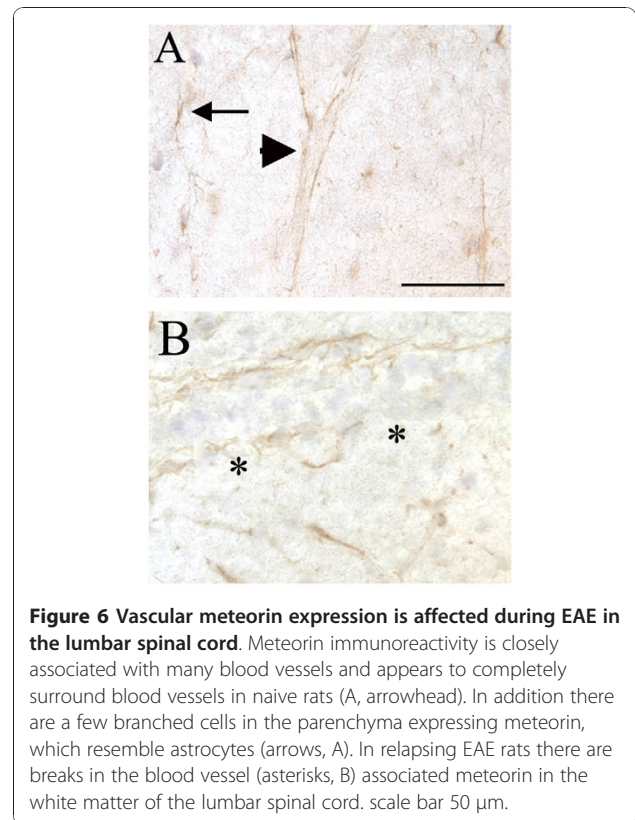 A
B
*
*
Figure 6 Vascular meteorin expression is affected during EAE in
the lumbar spinal cord. Meteorin immunoreactivity is closely
associated with many blood vessels and appears to completely
surround blood vessels in naive rats (A, arrowhead). In addition there
are a few branched cells in the parenchyma expressing meteorin,
which resemble astrocytes (arrows, A). In relapsing EAE rats there are
breaks in the blood vessel (asterisks, B) associated meteorin in the
white matter of the lumbar spinal cord. scale bar 50 μm.